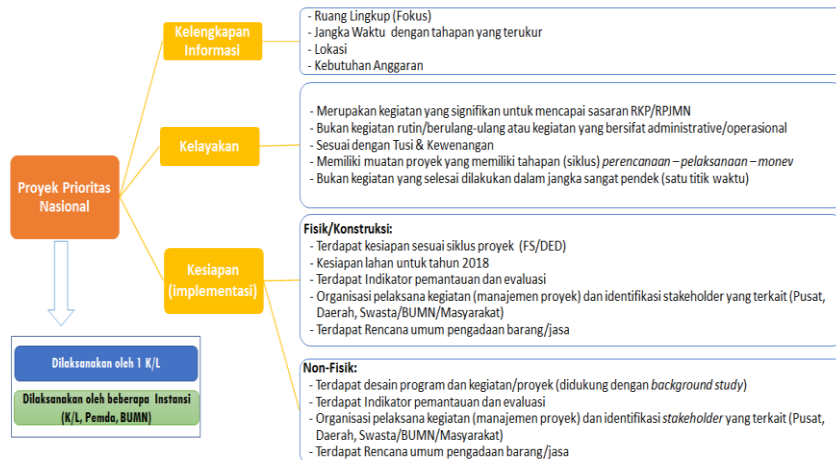 Proyek Prioritas
Nasional
Dilaksanakan oleh 1 K/L
Dilaksanakan oleh beberapa Instansi
(K/L, Pemda, BUMN)
Kelengkapan
Informasi
- Ruang Lingkup (Fokus)
- Jangka Waktu dengan tahapan yang terukur
- Lokasi
- Kebutuhan Anggaran
Kelayakan
- Merupakan kegiatan yang signifikan untuk mencapai sasaran RKP/RPJMN
- Bukan kegiatan rutin/berulang-ulang atau kegiatan yang bersifat administrative/operasional
- Sesuai dengan Tusi & Kewenangan
- Memiliki muatan proyek yang memiliki tahapan (siklus) perencanaan – pelaksanaan – monev
- Bukan kegiatan yang selesai dilakukan dalam jangka sangat pendek (satu titik waktu)
Kesiapan
(implementasi)
Fisik/Konstruksi:
- Terdapat kesiapan sesuai siklus proyek (FS/DED)
- Kesiapan lahan untuk tahun 2018
- Terdapat Indikator pemantauan dan evaluasi
- Organisasi pelaksana kegiatan (manajemen proyek) dan identifikasi stakeholder yang terkait (Pusat,
Daerah, Swasta/BUMN/Masyarakat)
- Terdapat Rencana umum pengadaan barang/jasa
Non-Fisik:
- Terdapat desain program dan kegiatan/proyek (didukung dengan background study)
- Terdapat Indikator pemantauan dan evaluasi
- Organisasi pelaksana kegiatan (manajemen proyek) dan identifikasi stakeholder yang terkait (Pusat,
Daerah, Swasta/BUMN/Masyarakat)
- Terdapat Rencana umum pengadaan barang/jasa